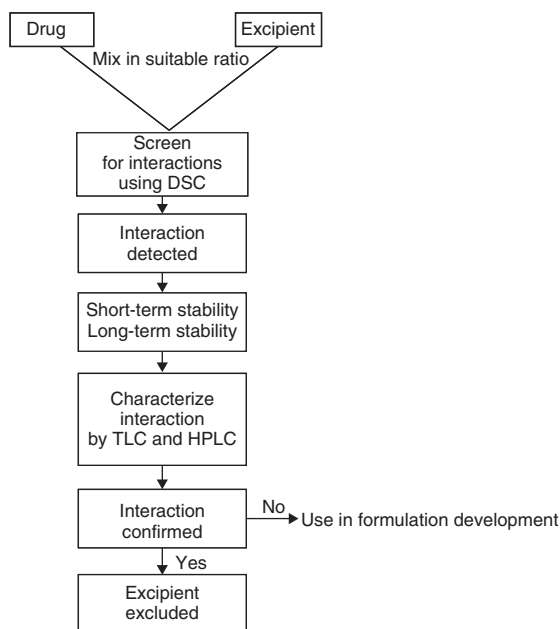 Drug
Excipient
Mix in suitable ratio
Screen
for interactions
using DSC
Interaction
detected
Short-term stability
Long-term stability
Characterize
interaction
by TLC and HPLC
Interaction
confirmed
No
Use in formulation development
Yes
Excipient
excluded